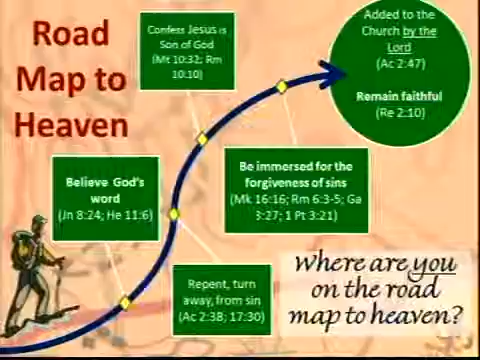 Road
Map to
Heaven
Confess Jesus is
Son of God
(Mt 10:32; Rm
10:10)
Added to the
Church by the
Lord
(Ac 2:47)
Remain faithful
(Re 2:10)
Believe God's
word
(Jn 8:24; He 11:6)
Be immersed for the
forgiveness of sins
(Mk 16:16; Rm 6:3-5; Ga
3:27; 1 Pt 3:21)
Repent, turn
away, from sin
(Ac 2:38; 17:30)
Where are you
on the road
map to heaven?